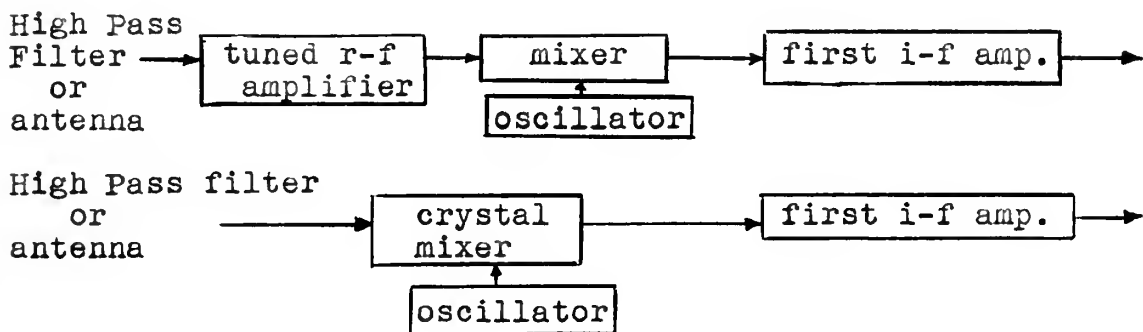 High Pass
Filter
or
antenna
tuned r-f
amplifier
mixer
oscillator
first i-f amp.
High Pass filter
or
antenna
crystal
mixer
oscillator
first i-f amp.